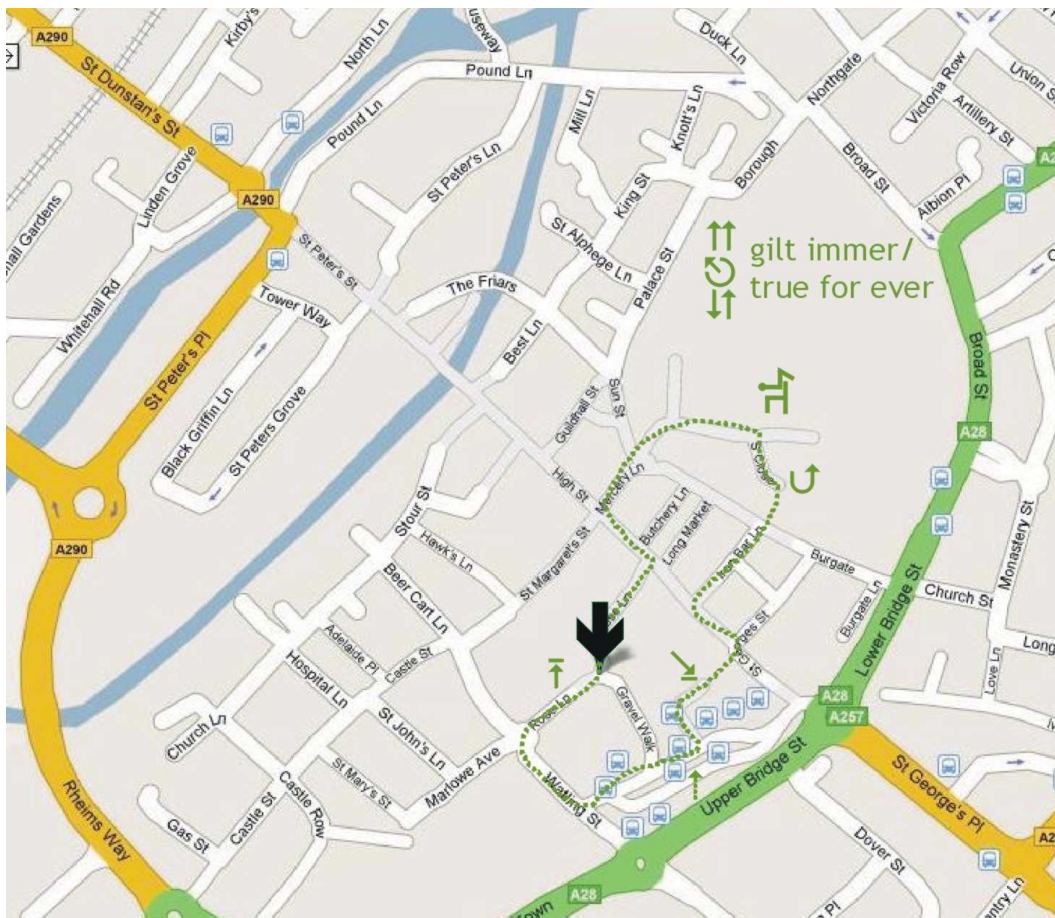 A290
Kirby's Ln
North Ln
Pound Ln
Duck Ln
Northgate
Victoria Row
Artillery St
St Dunstan's St
Pound Ln
Mill Ln
Knott's Ln
Borough
Broad St
Albion Pl
Linden Grove
A290
St Peter's Ln
King St
St Alphege Ln
Palace St
gilt immer/
true for ever
St Peter's St
Whitehall Rd
Tower Way
The Friars
Best Ln
St Peter's Pl
Black Griffin Ln
St Peters Grove
Guildhall St
Sun St
Broad St
A28
High St
Mercery Ln
Butchery Ln
Long Market
Iron Bar Ln
Burgate
Stour St
Hawk's Ln
St Margaret's St
A290
Beer Cart Ln
Burgate Ln
Church St
Monastery St
Lower Bridge St
Adelaide Pl
Castle St
Hospital Ln
Love Ln
Long
Rose Ln
Gravel Walk
A28
A257
Church Ln
St John's Ln
St Mary's St
Marlowe Ave
Watling St
Upper Bridge St
St George's Pl
Castle Row
Castle St
Gas St
Rheims Way
Dover St
A28